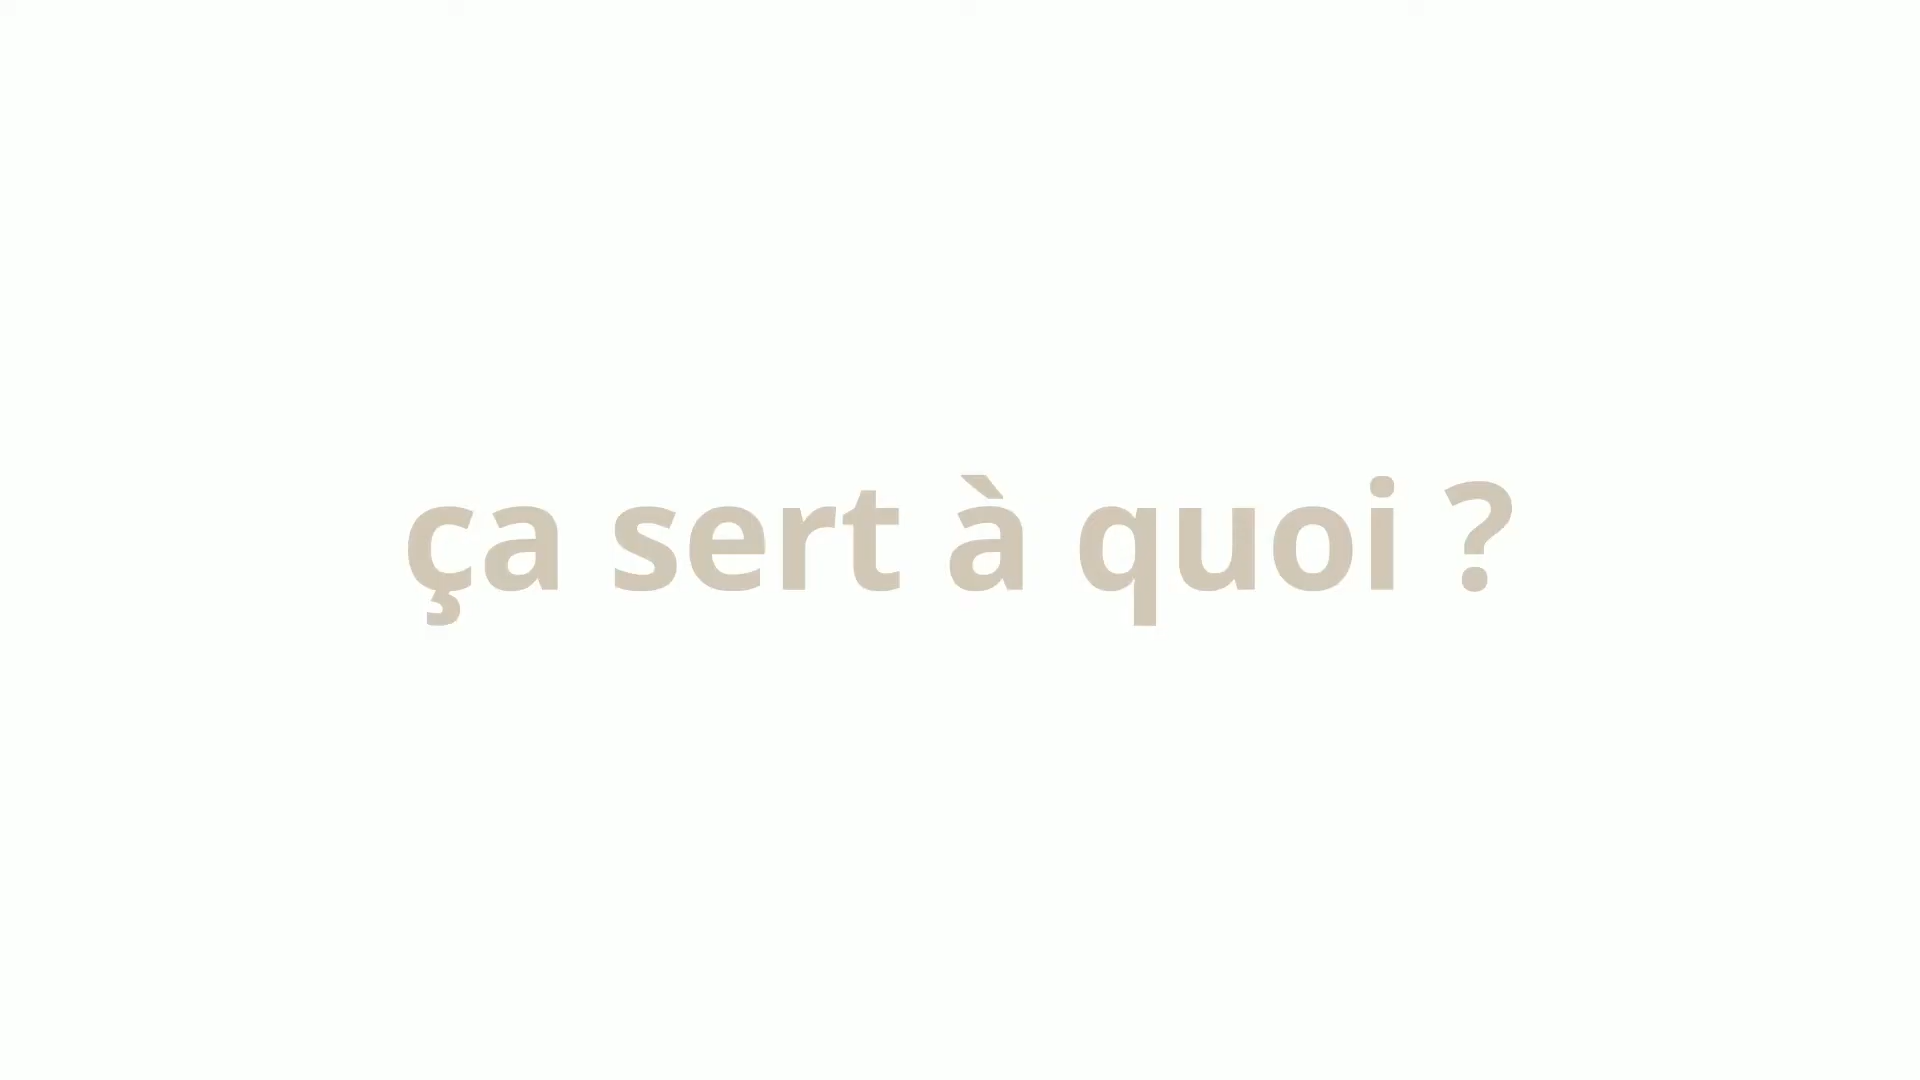 ça sert à quoi ?